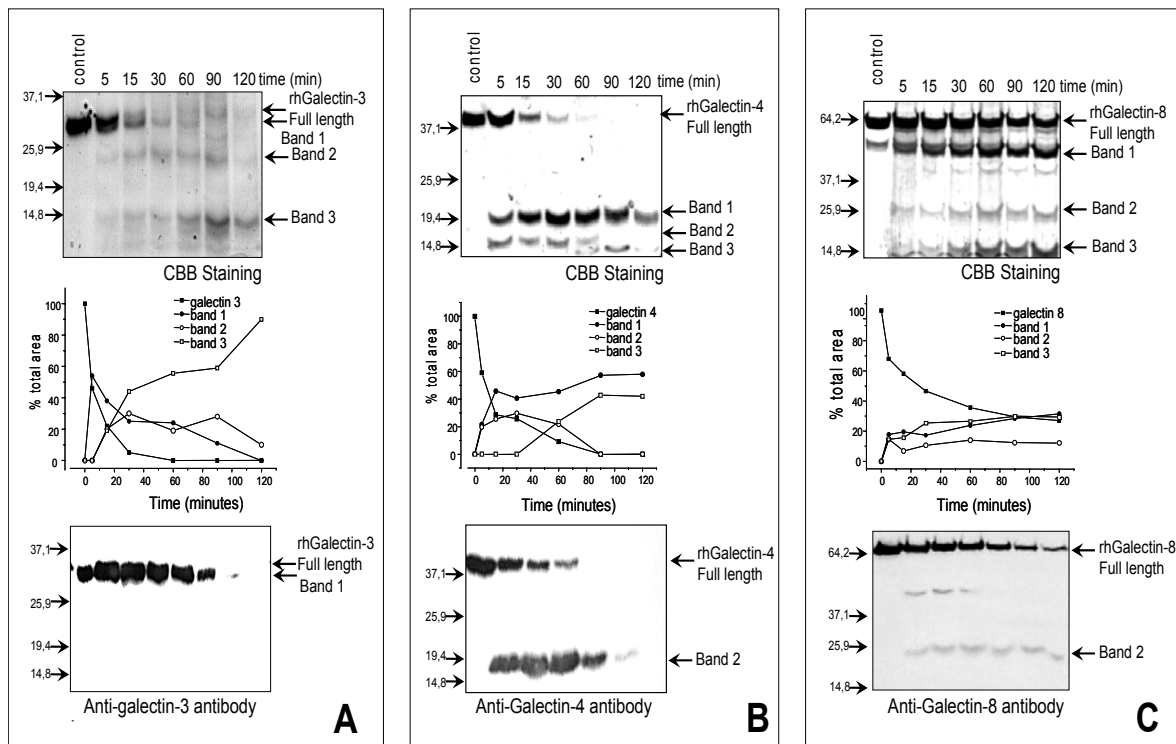 control
5 15 30 60 90 120 time (min)
37,1
25,9
19,4
14,8
rhGalectin-3
Full length
Band 1
Band 2
Band 3
CBB Staining
% total area
100
80
60
40
20
0
galectin 3
band 1
band 2
band 3
0 20 40 60 80 100 120
Time (minutes)
37,1
25,9
19,4
14,8
rhGalectin-3
Full length
Band 1
Anti-galectin-3 antibody
A
control
5 15 30 60 90 120 time (min)
37,1
25,9
19,4
14,8
rhGalectin-4
Full length
Band 1
Band 2
Band 3
CBB Staining
% total area
100
80
60
40
20
0
galectin 4
band 1
band 2
band 3
0 20 40 60 80 100 120
Time (minutes)
37,1
25,9
19,4
14,8
rhGalectin-4
Full length
Band 2
Anti-Galectin-4 antibody
B
control
5 15 30 60 90 120 time (min)
64,2
37,1
25,9
14,8
rhGalectin-8
Full length
Band 1
Band 2
Band 3
CBB Staining
% total area
100
80
60
40
20
0
galectin 8
band 1
band 2
band 3
0 20 40 60 80 100 120
Time (minutes)
64,2
37,1
25,9
14,8
rhGalectin-8
Full length
Band 2
Anti-Galectin-8 antibody
C